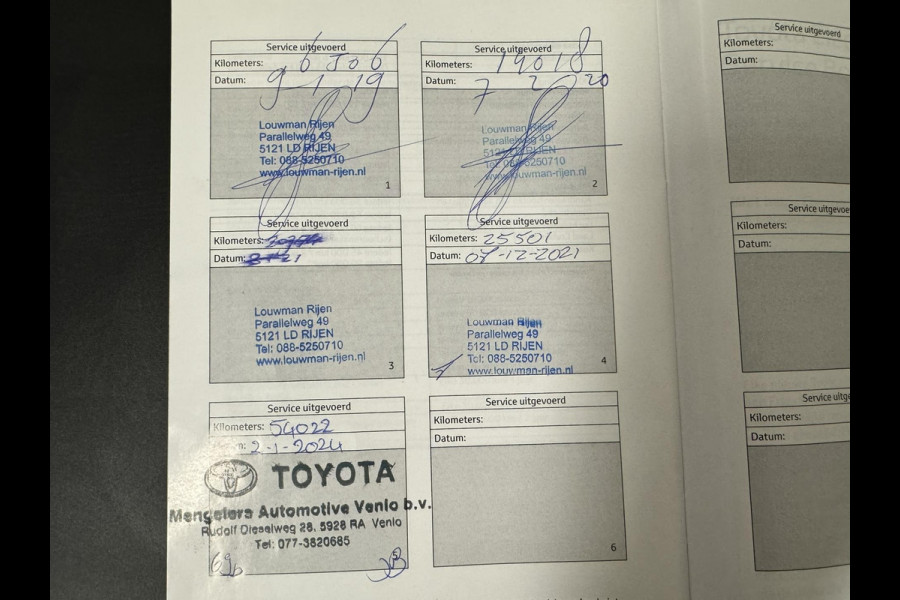 Service uitgevoerd
Kilometers: 6506
Datum: 9 1 19
Louwman Rijen
Parallelweg 49
5121 LD RIJEN
Tel: 088-5250710
www.louwman-rijen.nl
1
Service uitgevoerd
Kilometers: 19018
Datum: 7 2 20
Louwman Rijen
Parallelweg 49
5121 LD RIJEN
Tel: 088-5250710
www.louwman-rijen.nl
2
Service uitgevoerd
Kilometers:
Datum: 21
Louwman Rijen
Parallelweg 49
5121 LD RIJEN
Tel: 088-5250710
www.louwman-rijen.nl
3
Service uitgevoerd
Kilometers: 25501
Datum: 07-12-2021
Louwman Rijen
Parallelweg 49
5121 LD RIJEN
Tel: 088-5250710
www.louwman-rijen.nl
4
Service uitgevoerd
Kilometers: 54022
2-1-2024
TOYOTA
Mengelers Automotive Venlo b.v.
Rudolf Dieselweg 28, 5928 RA Venlo
Tel: 077-3820685
5
Service uitgevoerd
Kilometers:
Datum:
6
Service uitgevoerd
Kilometers:
Datum:
Service uitgevoe
Kilometers:
Datum:
Service uitg
Kilometers:
Datum: